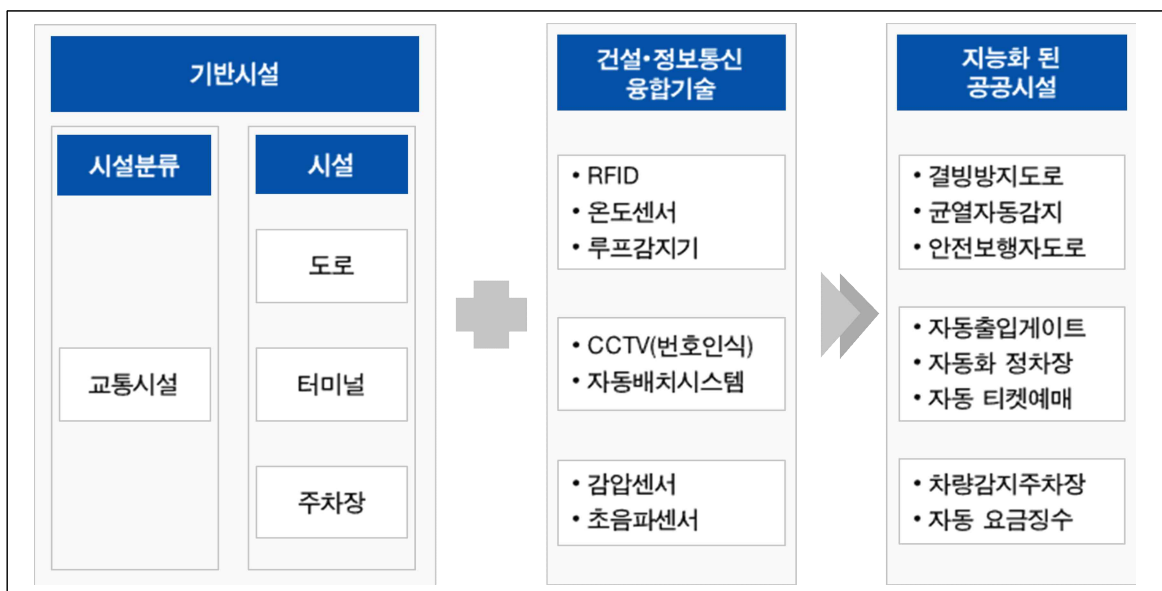 기반시설
시설분류
시설
교통시설
도로
터미널
주차장
건설•정보통신
융합기술
• RFID
• 온도센서
• 루프감지기
• CCTV(번호인식)
• 자동배치시스템
• 감압센서
• 초음파센서
지능화 된
공공시설
• 결빙방지도로
• 균열자동감지
• 안전보행자도로
• 자동출입게이트
• 자동화 정차장
• 자동 티켓예매
• 차량감지주차장
• 자동 요금징수